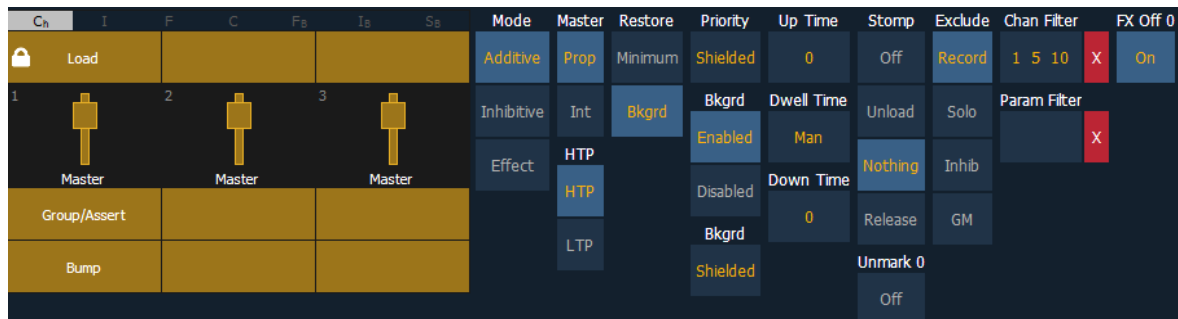 Ch I F C FB IB SB Mode Master Restore Priority Up Time Stomp Exclude Chan Filter FX Off 0
Load Additive Prop Minimum Shielded 0 Off Record 1 5 10 X On
1 2 3 Inhibitive Int Bkgrd Bkgrd Dwell Time Unload Solo Param Filter
Enabled Man X
Master Master Master Effect HTP Nothing Inhib
HTP Disabled Down Time
Group/Assert 0 Release GM
LTP Bkgrd
Bump Shielded Unmark 0
Off